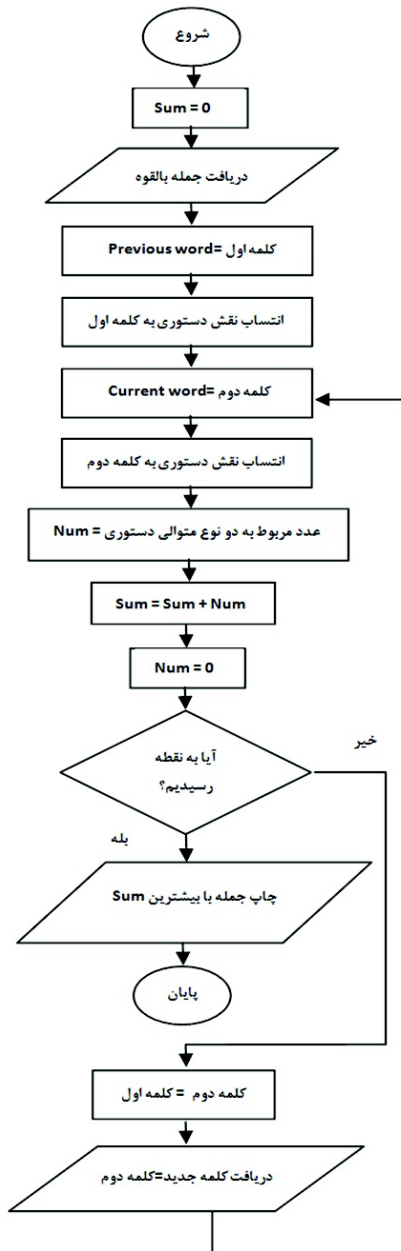 شروع
Sum = 0
دریافت جمله بالقوه
Previous word= کلمه اول
انتساب نقش دستوری به کلمه اول
Current word= کلمه دوم
انتساب نقش دستوری به کلمه دوم
Num = عدد مربوط به دو نوع متوالی دستوری
Sum = Sum + Num
Num = 0
آیا به نقطه
رسیدیم؟
خیر
بله
چاپ جمله با بیشترین Sum
پایان
کلمه دوم = کلمه اول
دریافت کلمه جدید=کلمه دوم